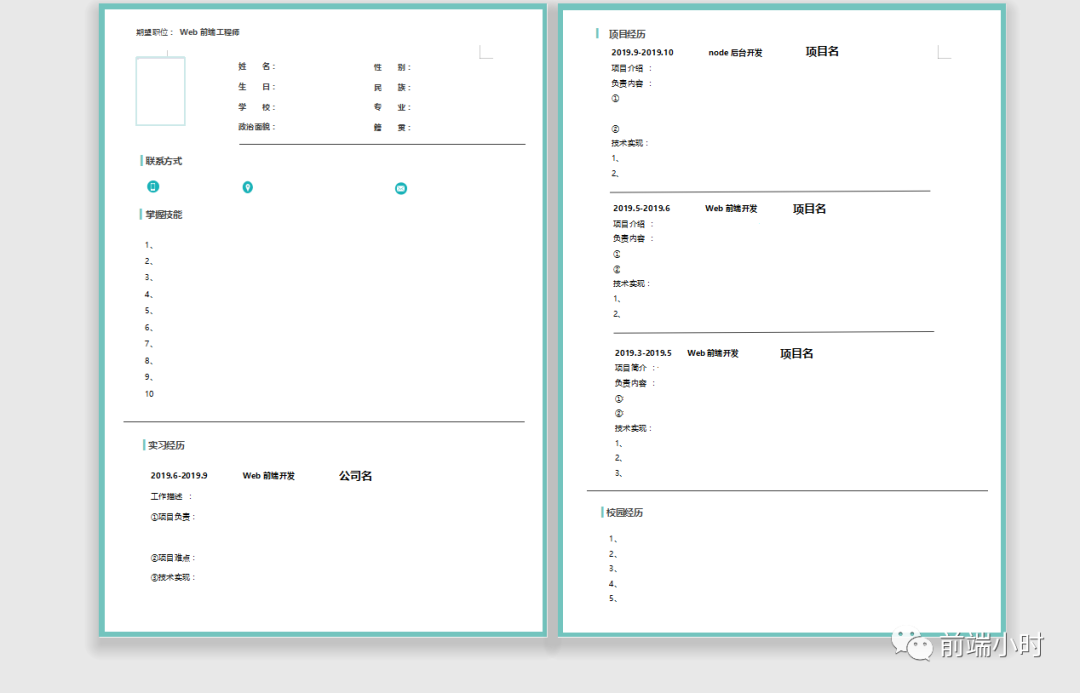 期望职位： Web 前端工程师
姓 名： 性 别：
生 日： 民 族：
学 校： 专 业：
政治面貌： 籍 贯：
联系方式
掌握技能
1、
2、
3、
4、
5、
6、
7、
8、
9、
10
实习经历
2019.6-2019.9 Web 前端开发 公司名
工作描述 ：
①项目负责：
②项目难点：
③技术实现：
项目经历
2019.9-2019.10 node 后台开发 项目名
项目介绍 ：
负责内容 ：
①
②
技术实现：
1、
2、
2019.5-2019.6 Web 前端开发 项目名
项目介绍 ：
负责内容 ：
①
②
技术实现：
1、
2、
2019.3-2019.5 Web 前端开发 项目名
项目简介 ：
负责内容 ：
①
②
技术实现：
1、
2、
3、
校园经历
1、
2、
3、
4、
5、
前端小时